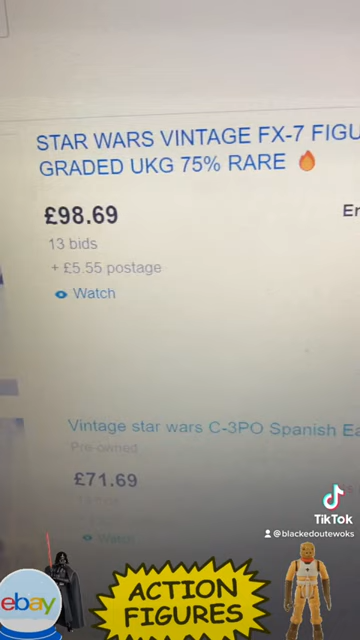 STAR WARS VINTAGE FX-7 FIGU
GRADED UKG 75% RARE 🔥
£98.69
En
13 bids
+ £5.55 postage
Watch
Vintage star wars C-3PO Spanish Ea
Pre-owned
£71.69
Watch
TikTok
@blackedoutewoks
ebay
ACTION
FIGURES